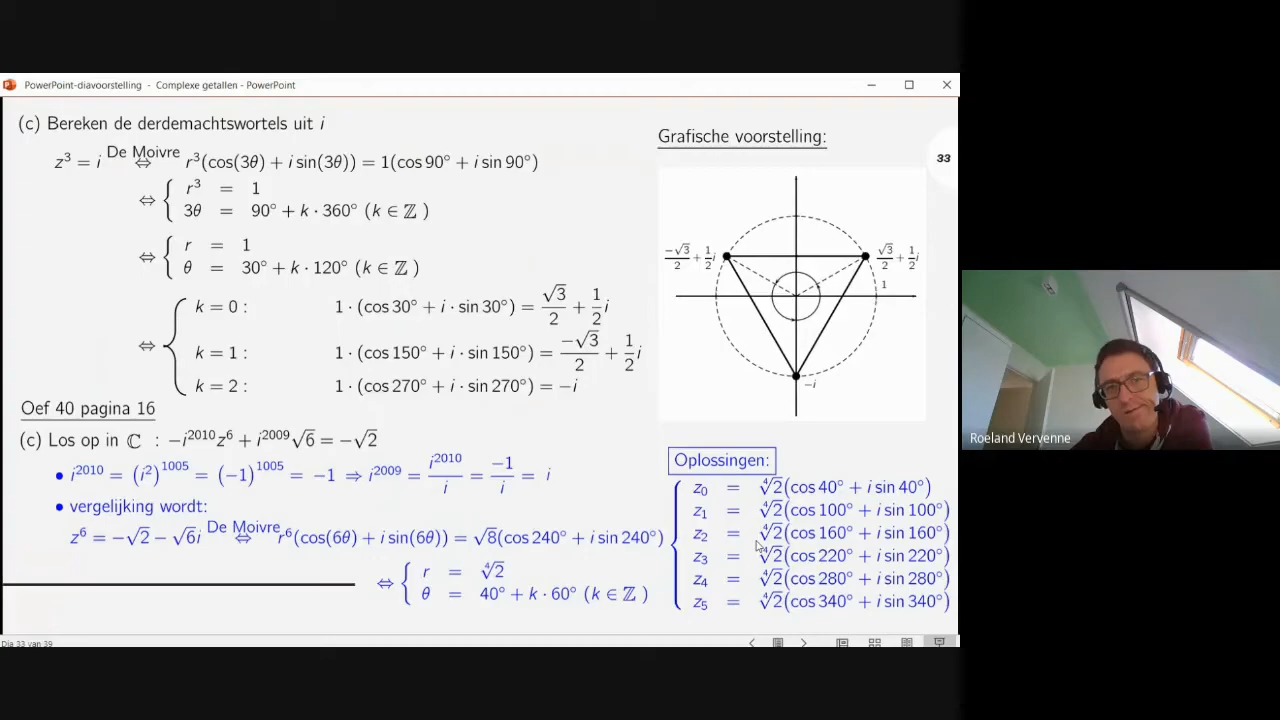 PowerPoint-diavoorstelling - Complexe getallen - PowerPoint
(c) Bereken de derdemachtswortels uit i
z³ = i De Moivre ⇔ r³(cos(3θ) + i sin(3θ)) = 1(cos 90° + i sin 90°)
⇔ { r³ = 1
3θ = 90° + k · 360° (k ∈ ℤ )
⇔ { r = 1
θ = 30° + k · 120° (k ∈ ℤ )
⇔ { k = 0 : 1 · (cos 30° + i · sin 30°) = √3/2 + 1/2 i
k = 1 : 1 · (cos 150° + i · sin 150°) = −√3/2 + 1/2 i
k = 2 : 1 · (cos 270° + i · sin 270°) = −i
Oef 40 pagina 16
(c) Los op in ℂ : −i²⁰¹⁰z⁶ + i²⁰⁰⁹√6 = −√2
• i²⁰¹⁰ = (i²)¹⁰⁰⁵ = (−1)¹⁰⁰⁵ = −1 ⇒ i²⁰⁰⁹ = i²⁰¹⁰/i = −1/i = i
• vergelijking wordt:
z⁶ = −√2 − √6i De Moivre ⇔ r⁶(cos(6θ) + i sin(6θ)) = √8(cos 240° + i sin 240°)
⇔ { r = ∜2
θ = 40° + k · 60° (k ∈ ℤ )
Grafische voorstelling:
33
−√3/2 + 1/2 i
√3/2 + 1/2 i
1
−i
Oplossingen:
z₀ = ∜2(cos 40° + i sin 40°)
z₁ = ∜2(cos 100° + i sin 100°)
z₂ = ∜2(cos 160° + i sin 160°)
z₃ = ∜2(cos 220° + i sin 220°)
z₄ = ∜2(cos 280° + i sin 280°)
z₅ = ∜2(cos 340° + i sin 340°)
Dia 33 van 39
Roeland Vervenne